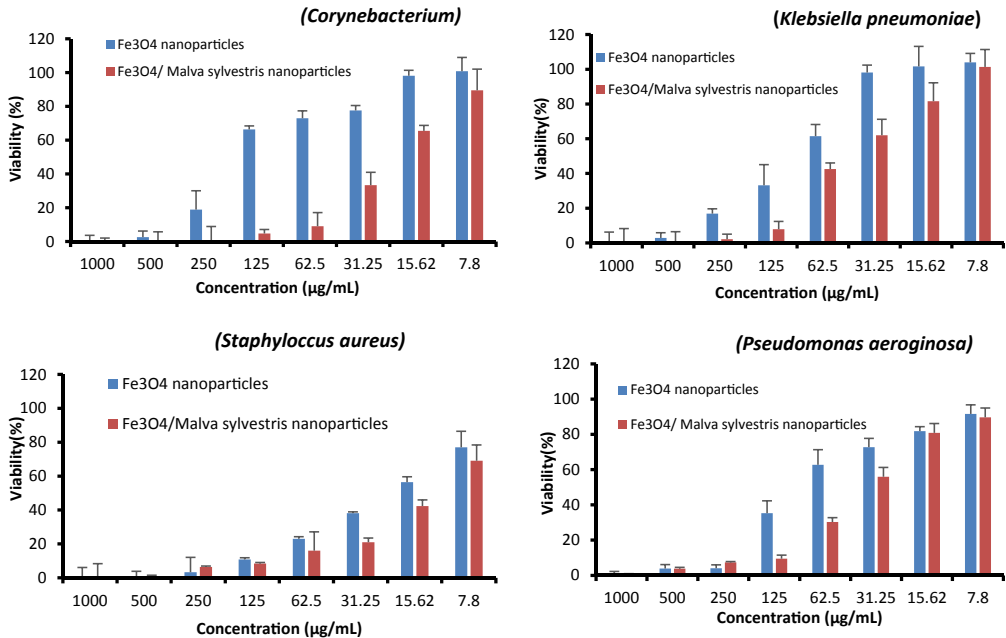 (Corynebacterium)
120
100
80
60
40
20
0
Viability (%)
Fe3O4 nanoparticles
Fe3O4/ Malva sylvestris nanoparticles
1000 500 250 125 62.5 31.25 15.62 7.8
Concentration (µg/mL)
(Klebsiella pneumoniae)
120
100
80
60
40
20
0
Viability(%)
Fe3O4 nanoparticles
Fe3O4/Malva sylvestris nanoparticles
1000 500 250 125 62.5 31.25 15.62 7.8
Concentration (µg/mL)
(Staphyloccus aureus)
120
100
80
60
40
20
0
Viability(%)
Fe3O4 nanoparticles
Fe3O4/Malva sylvestris nanoparticles
1000 500 250 125 62.5 31.25 15.62 7.8
Concentration (µg/mL)
(Pseudomonas aeroginosa)
120
100
80
60
40
20
0
Viability(%)
Fe3O4 nanoparticles
Fe3O4/ Malva sylvestris nanoparticles
1000 500 250 125 62.5 31.25 15.62 7.8
Concentration (µg/mL)